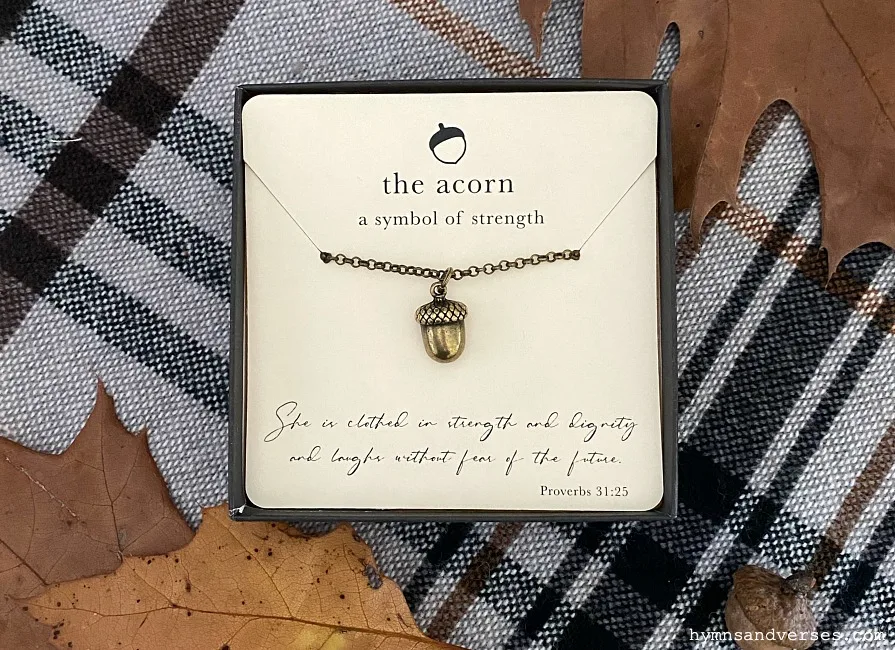 the acorn
a symbol of strength
She is clothed in strength and dignity
and laughs without fear of the future.
Proverbs 31:25
hymnsandverses.com